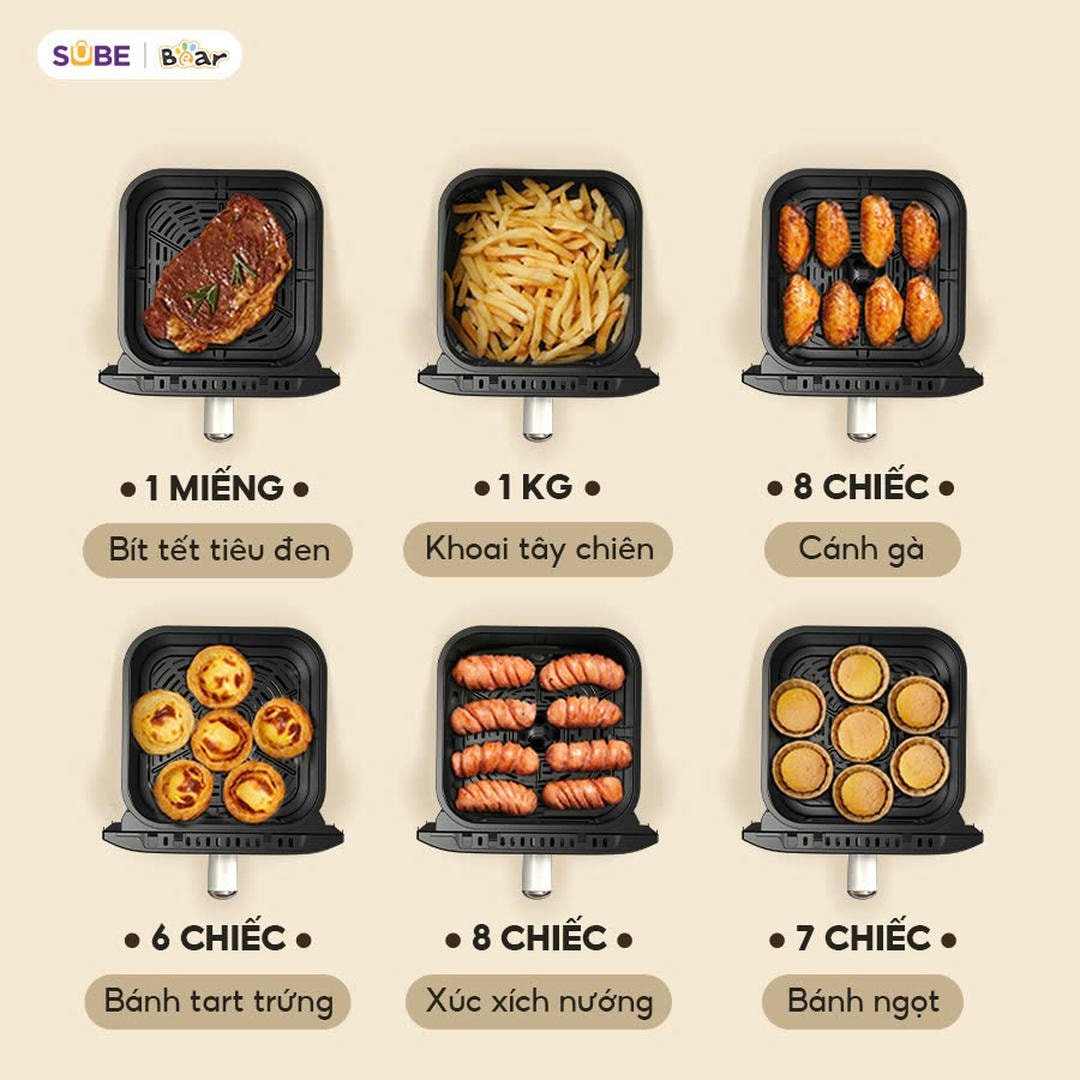 SUBE | Bear
• 1 MIẾNG •
Bít tết tiêu đen
• 1 KG •
Khoai tây chiên
• 8 CHIẾC •
Cánh gà
• 6 CHIẾC •
Bánh tart trứng
• 8 CHIẾC •
Xúc xích nướng
• 7 CHIẾC •
Bánh ngọt